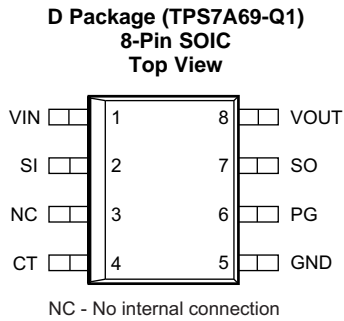 D Package (TPS7A69-Q1)
8-Pin SOIC
Top View
VIN 1 8 VOUT
SI 2 7 SO
NC 3 6 PG
CT 4 5 GND
NC - No internal connection